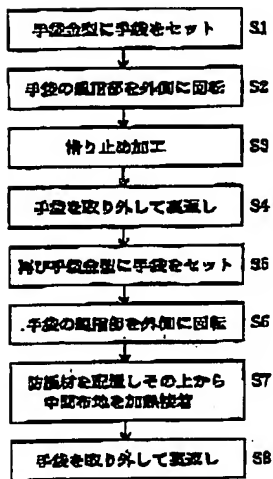 手袋金型に手袋をセット S1
手袋の親指部を外側に回転 S2
滑り止め加工 S3
手袋を取り外して裏返し S4
再び手袋金型に手袋をセット S5
手袋の親指部を外側に回転 S6
防振材を配置しその上から S7
中間布地を加熱接着
手袋を取り外して裏返し S8